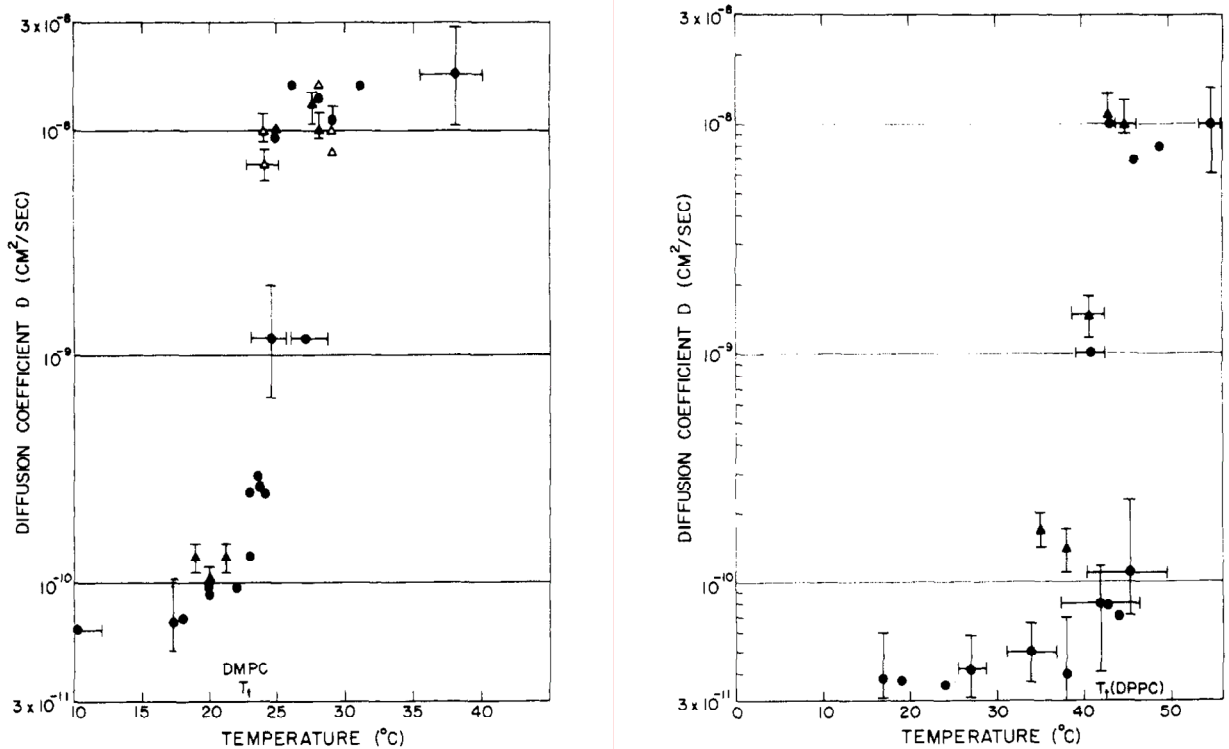 3 x 10⁻⁸
10⁻⁸
10⁻⁹
10⁻¹⁰
3 x 10⁻¹¹
DIFFUSION COEFFICIENT D (CM²/SEC)
DMPC
T_t
10 15 20 25 30 35 40
TEMPERATURE (°C)
3 x 10⁻⁸
10⁻⁸
10⁻⁹
10⁻¹⁰
3 x 10⁻¹¹
DIFFUSION COEFFICIENT D (CM²/SEC)
T_t(DPPC)
0 10 20 30 40 50
TEMPERATURE (°C)